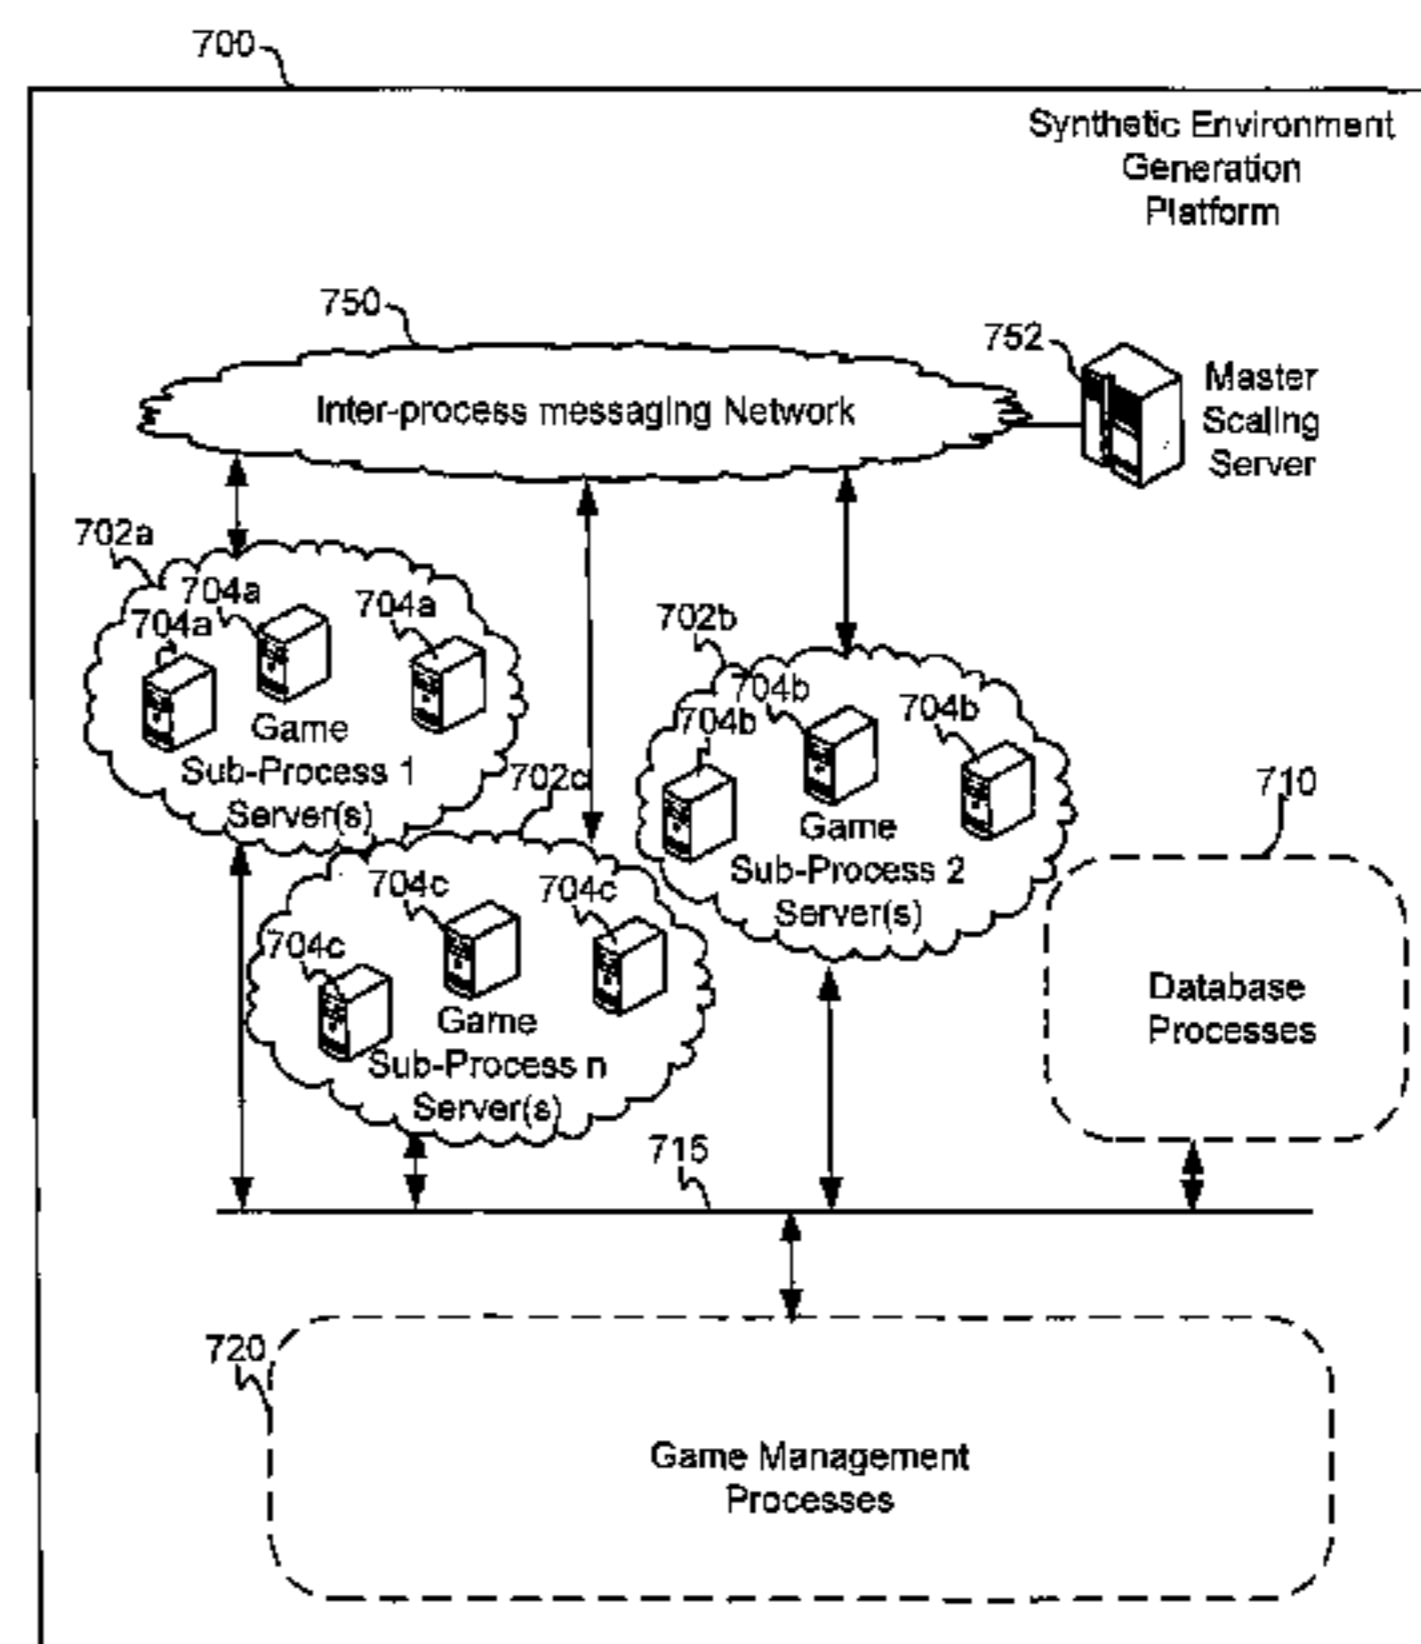 700
Synthetic Environment
Generation
Platform
750
752
Inter-process messaging Network
Master
Scaling
Server
702a
704a
704a
704a
Game
Sub-Process 1
Server(s)
702b
704b
704b
704b
Game
Sub-Process 2
Server(s)
702c
704c
704c
704c
Game
Sub-Process n
Server(s)
710
Database
Processes
715
720
Game Management
Processes